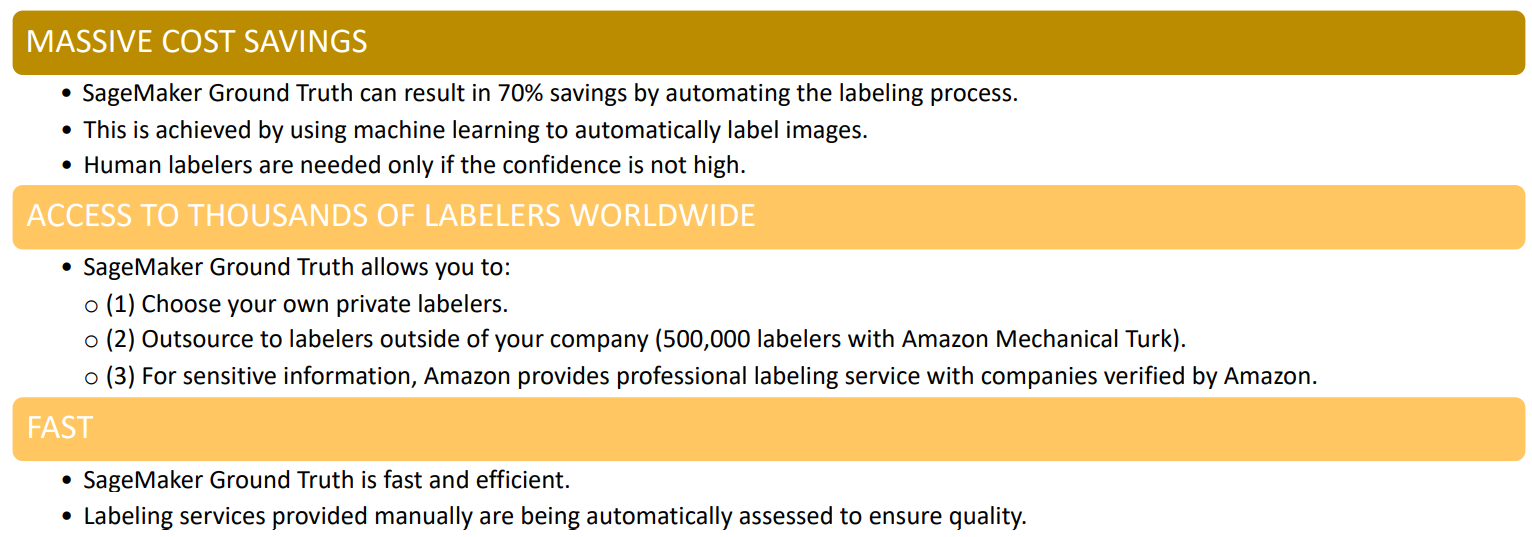 MASSIVE COST SAVINGS
• SageMaker Ground Truth can result in 70% savings by automating the labeling process.
• This is achieved by using machine learning to automatically label images.
• Human labelers are needed only if the confidence is not high.
ACCESS TO THOUSANDS OF LABELERS WORLDWIDE
• SageMaker Ground Truth allows you to:
o (1) Choose your own private labelers.
o (2) Outsource to labelers outside of your company (500,000 labelers with Amazon Mechanical Turk).
o (3) For sensitive information, Amazon provides professional labeling service with companies verified by Amazon.
FAST
• SageMaker Ground Truth is fast and efficient.
• Labeling services provided manually are being automatically assessed to ensure quality.